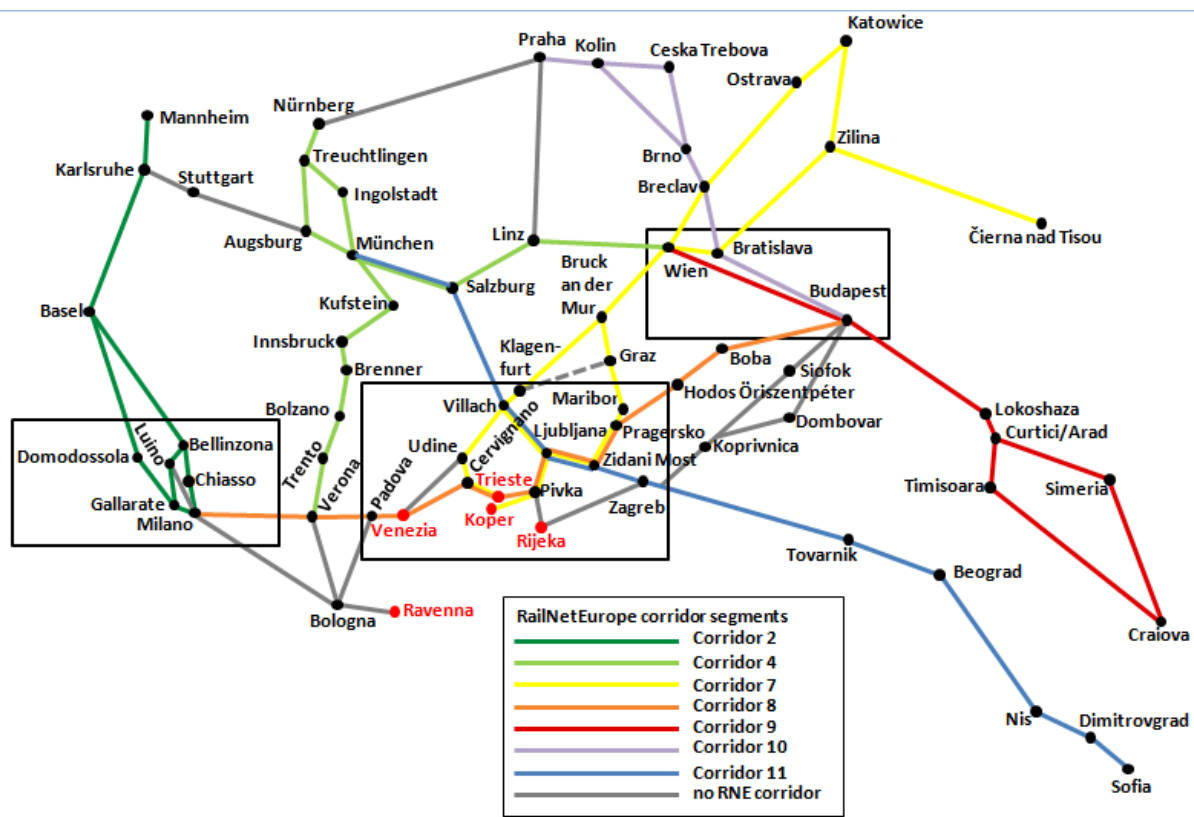 Katowice
Praha
Kolin
Ceska Trebova
Ostrava
Nürnberg
Mannheim
Zilina
Treuchtlingen
Brno
Karlsruhe
Stuttgart
Breclav
Ingolstadt
Augsburg
München
Linz
Čierna nad Tisou
Bratislava
Wien
Bruck
an der
Mur
Salzburg
Budapest
Basel
Kufstein
Innsbruck
Klagen-
furt
Graz
Boba
Siofok
Brenner
Hodos Öriszentpéter
Villach
Maribor
Bolzano
Cervignano
Dombovar
Lokoshaza
Luino
Bellinzona
Ljubljana
Pragersko
Curtici/Arad
Domodossola
Udine
Koprivnica
Trento
Verona
Padova
Zidani Most
Chiasso
Trieste
Pivka
Timisoara
Simeria
Gallarate
Milano
Venezia
Koper
Zagreb
Rijeka
Tovarnik
Beograd
Bologna
Ravenna
Craiova
RailNetEurope corridor segments
Corridor 2
Corridor 4
Corridor 7
Corridor 8
Corridor 9
Corridor 10
Corridor 11
no RNE corridor
Nis
Dimitrovgrad
Sofia